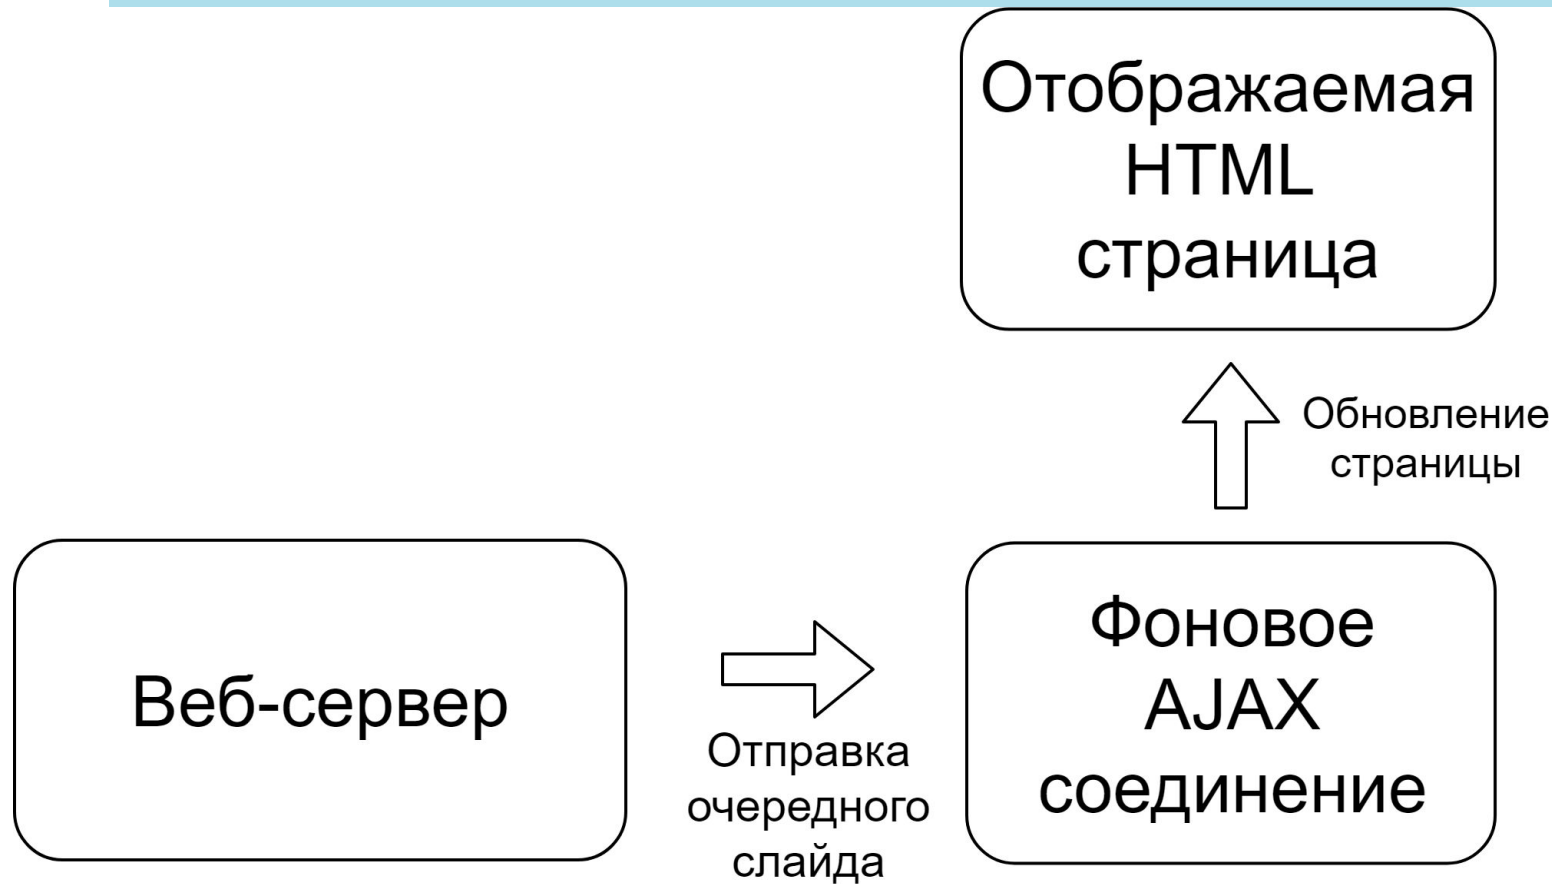 Отображаемая
HTML
страница
Обновление
страницы
Веб-сервер
Отправка
очередного
слайда
Фоновое
AJAX
соединение